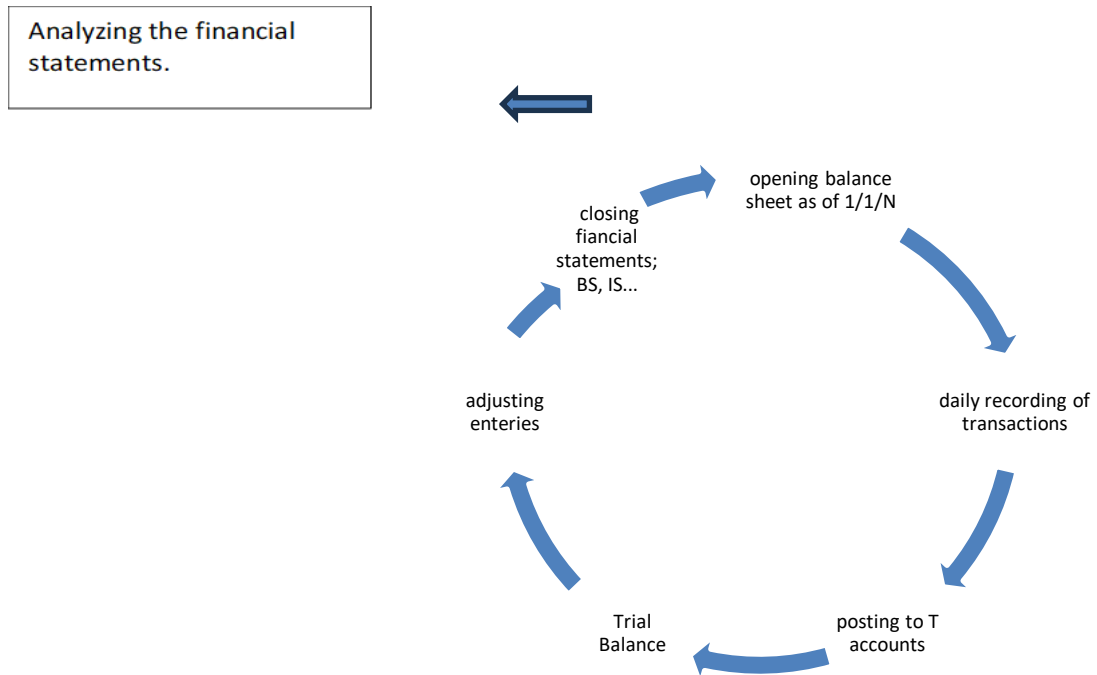 Analyzing the financial
statements.
opening balance
sheet as of 1/1/N
daily recording of
transactions
posting to T
accounts
Trial
Balance
adjusting
enteries
closing
fiancial
statements;
BS, IS...